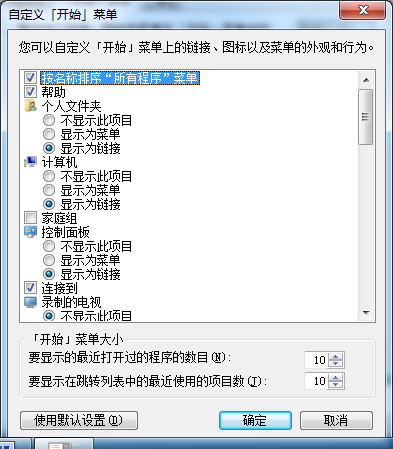 自定义「开始」菜单
您可以自定义「开始」菜单上的链接、图标以及菜单的外观和行为。
按名称排序“所有程序”菜单
帮助
个人文件夹
不显示此项目
显示为菜单
显示为链接
计算机
不显示此项目
显示为菜单
显示为链接
家庭组
控制面板
不显示此项目
显示为菜单
显示为链接
连接到
录制的电视
不显示此项目
「开始」菜单大小
要显示的最近打开过的程序的数目(N): 10
要显示在跳转列表中的最近使用的项目数(J): 10
使用默认设置(D) 确定 取消